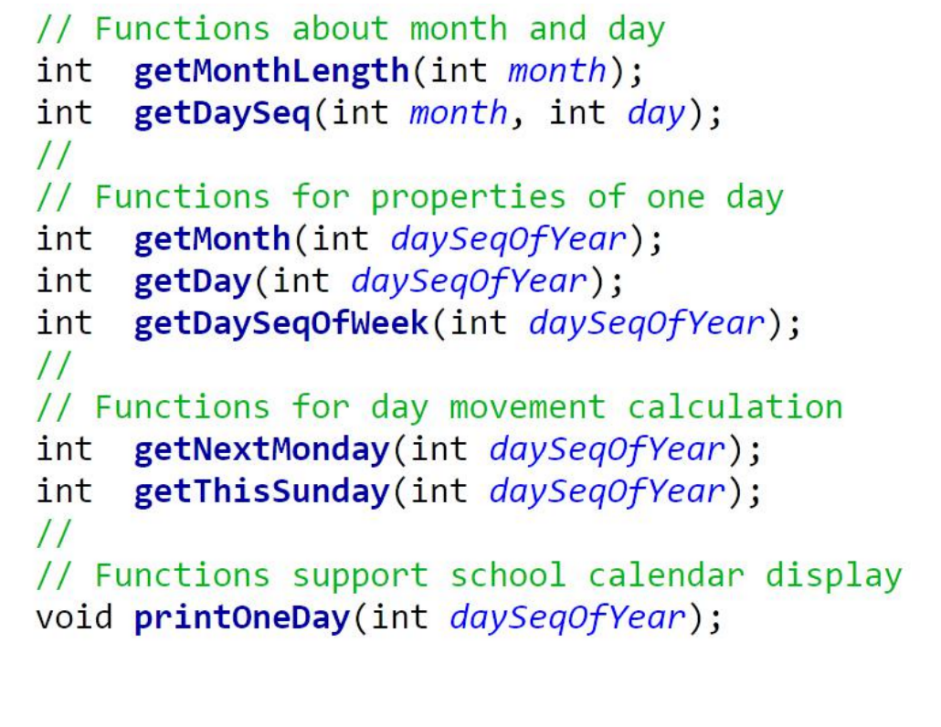 // Functions about month and day
int  getMonthLength(int month);
int  getDaySeq(int month, int day);
//
// Functions for properties of one day
int  getMonth(int daySeqOfYear);
int  getDay(int daySeqOfYear);
int  getDaySeqOfWeek(int daySeqOfYear);
//
// Functions for day movement calculation
int  getNextMonday(int daySeqOfYear);
int  getThisSunday(int daySeqOfYear);
//
// Functions support school calendar display
void printOneDay(int daySeqOfYear);